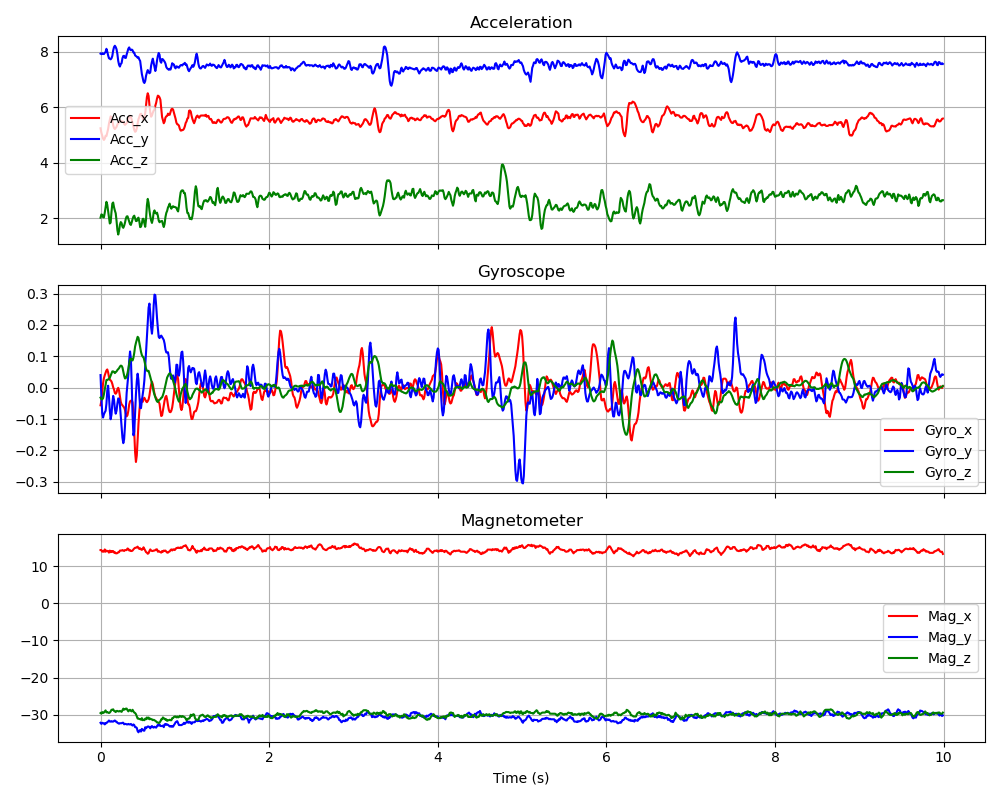 Acceleration
8
6
4
2
Acc_x
Acc_y
Acc_z
Gyroscope
0.3
0.2
0.1
0.0
−0.1
−0.2
−0.3
Gyro_x
Gyro_y
Gyro_z
Magnetometer
10
0
−10
−20
−30
Mag_x
Mag_y
Mag_z
0 2 4 6 8 10
Time (s)